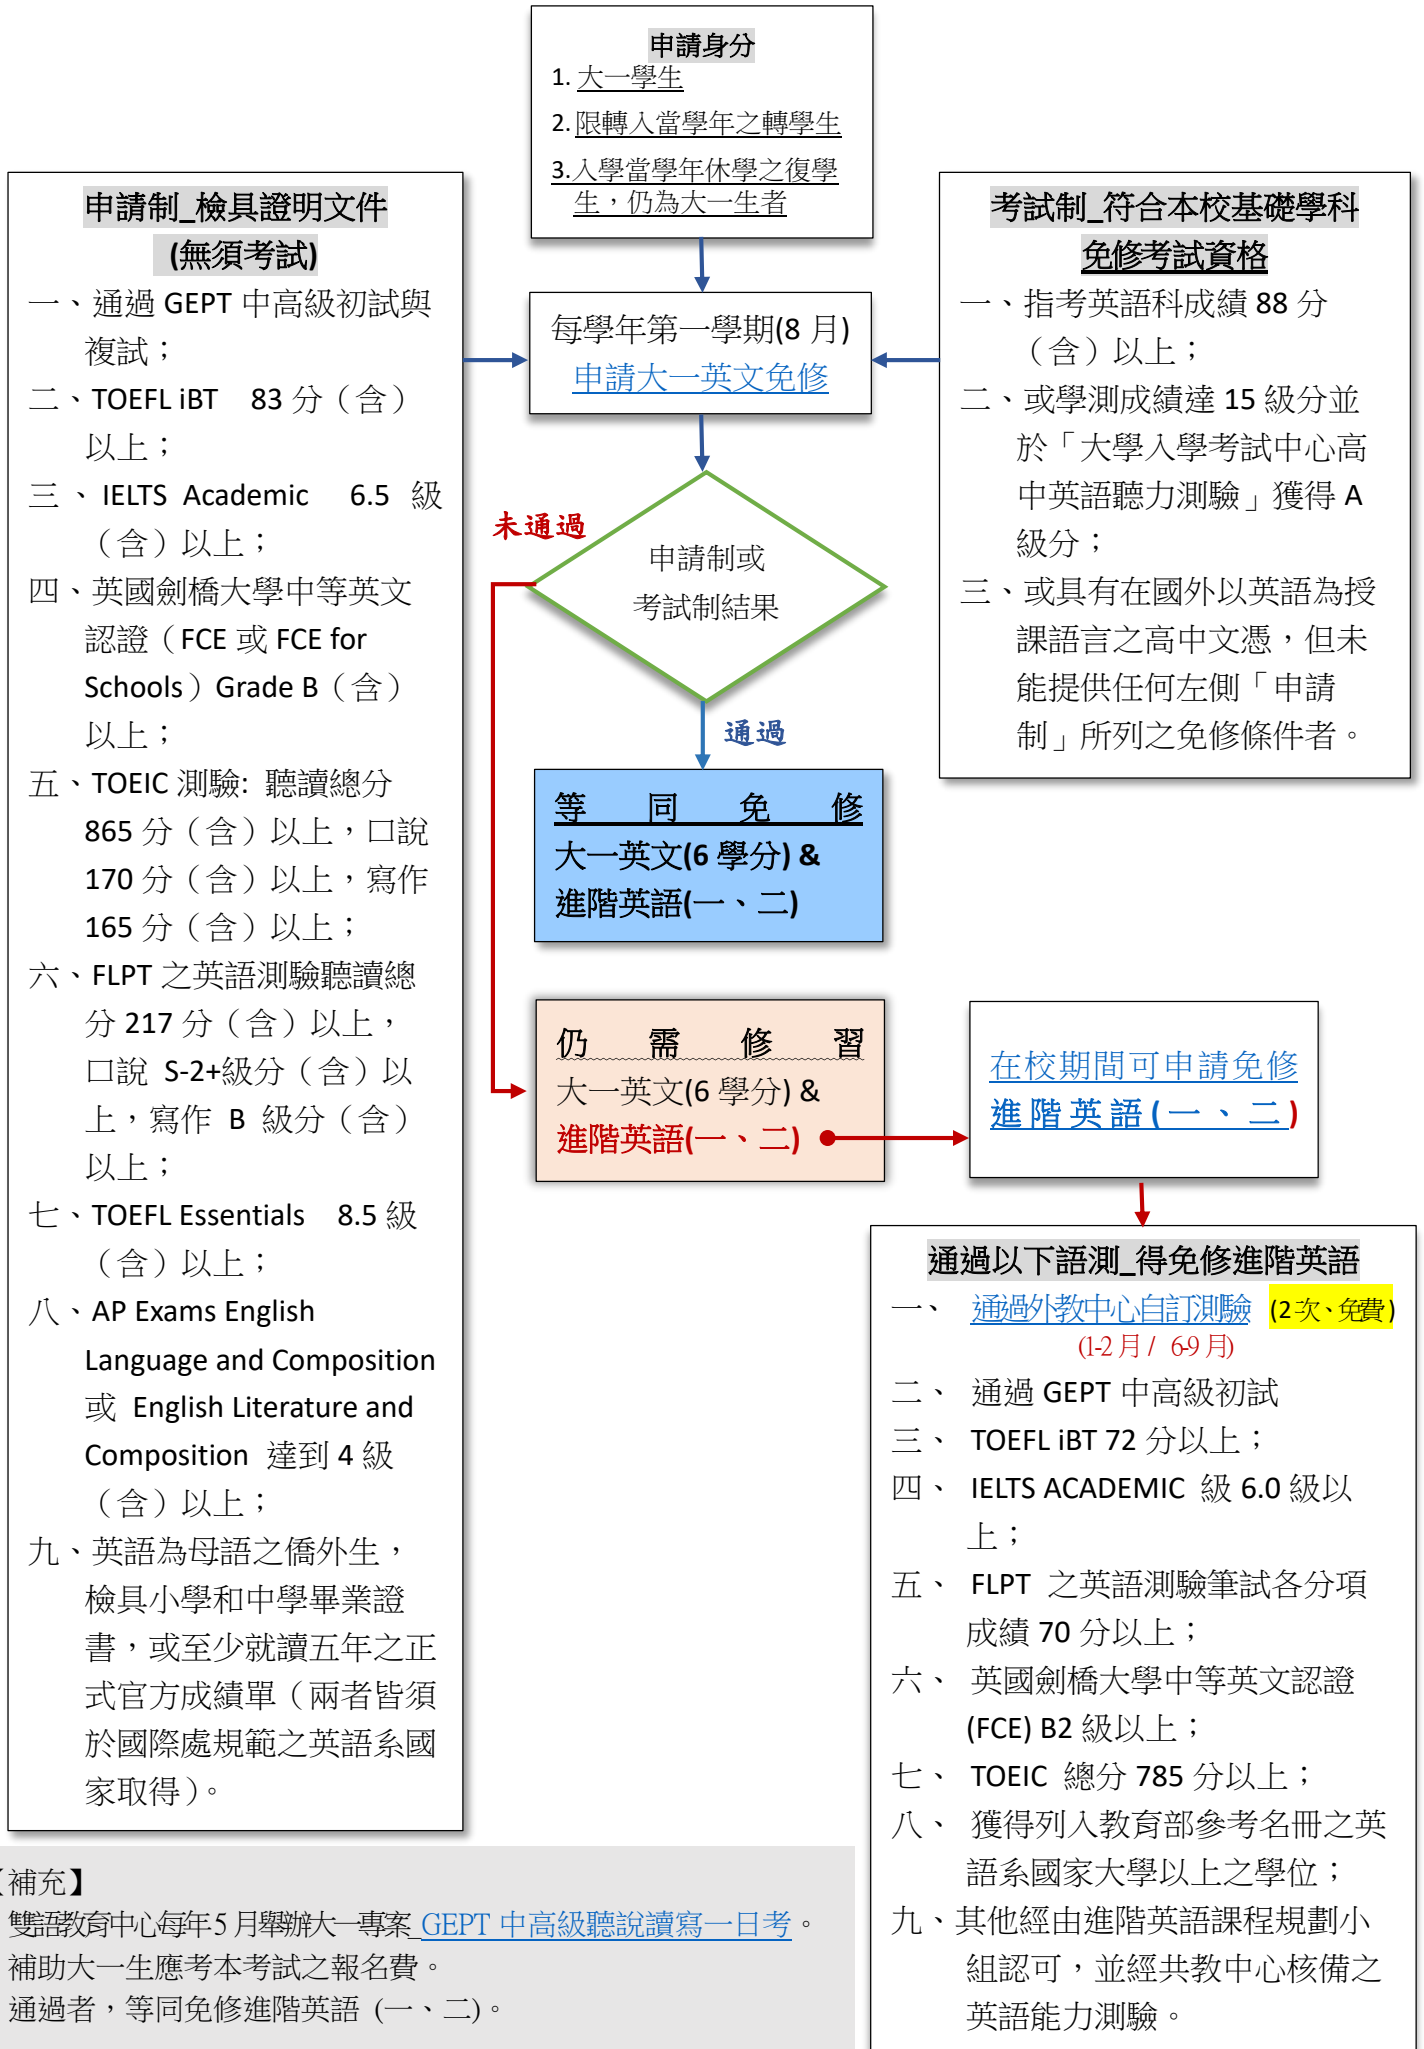 申請身分
1. 大一學生
2. 限轉入當學年之轉學生
3.入學當學年休學之復學
生，仍為大一生者
申請制_檢具證明文件
(無須考試)
一、通過 GEPT 中高級初試與
複試；
二、TOEFL iBT 83 分（含）
以上；
三、IELTS Academic 6.5 級
（含）以上；
四、英國劍橋大學中等英文
認證（FCE 或 FCE for
Schools）Grade B（含）
以上；
五、TOEIC 測驗: 聽讀總分
865 分（含）以上，口說
170 分（含）以上，寫作
165 分（含）以上；
六、FLPT 之英語測驗聽讀總
分 217 分（含）以上，
口說 S-2+級分（含）以
上，寫作 B 級分（含）
以上；
七、TOEFL Essentials 8.5 級
（含）以上；
八、AP Exams English
Language and Composition
或 English Literature and
Composition 達到 4 級
（含）以上；
九、英語為母語之僑外生，
檢具小學和中學畢業證
書，或至少就讀五年之正
式官方成績單（兩者皆須
於國際處規範之英語系國
家取得）。
每學年第一學期(8 月)
申請大一英文免修
考試制_符合本校基礎學科
免修考試資格
一、指考英語科成績 88 分
（含）以上；
二、或學測成績達 15 級分並
於「大學入學考試中心高
中英語聽力測驗」獲得 A
級分；
三、或具有在國外以英語為授
課語言之高中文憑，但未
能提供任何左側「申請
制」所列之免修條件者。
未通過
申請制或
考試制結果
通過
等同免修
大一英文(6 學分) &
進階英語(一、二)
仍需修習
大一英文(6 學分) &
進階英語(一、二)
在校期間可申請免修
進階英語(一、二)
通過以下語測_得免修進階英語
一、 通過外教中心自訂測驗 (2次、免費)
(1-2 月 / 6-9 月)
二、 通過 GEPT 中高級初試
三、 TOEFL iBT 72 分以上；
四、 IELTS ACADEMIC 級 6.0 級以
上；
五、 FLPT 之英語測驗筆試各分項
成績 70 分以上；
六、 英國劍橋大學中等英文認證
(FCE) B2 級以上；
七、 TOEIC 總分 785 分以上；
八、 獲得列入教育部參考名冊之英
語系國家大學以上之學位；
九、其他經由進階英語課程規劃小
組認可，並經共教中心核備之
英語能力測驗。
【補充】
雙語教育中心每年5 月舉辦大一專案_GEPT 中高級聽說讀寫一日考。
補助大一生應考本考試之報名費。
通過者，等同免修進階英語 (一、二)。